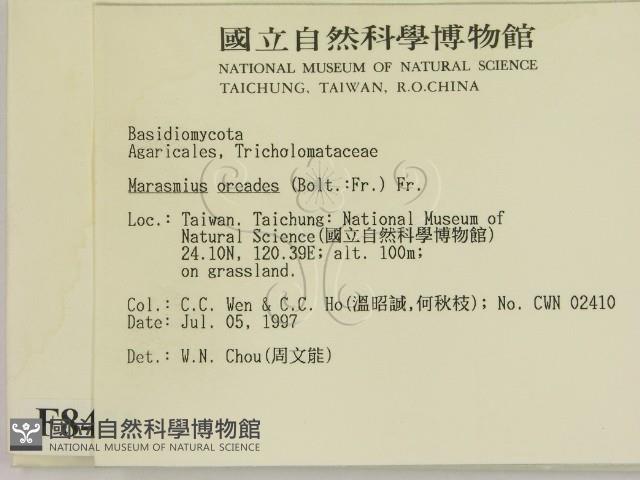 國立自然科學博物館
NATIONAL MUSEUM OF NATURAL SCIENCE
TAICHUNG, TAIWAN, R.O.CHINA
Basidiomycota
Agaricales, Tricholomataceae
Marasmius oreades (Bolt.:Fr.) Fr.
Loc.: Taiwan. Taichung: National Museum of
Natural Science(國立自然科學博物館)
24.10N, 120.39E; alt. 100m;
on grassland.
Col.: C.C. Wen & C.C. Ho(溫昭誠,何秋枝); No. CWN 02410
Date: Jul. 05, 1997
Det.: W.N. Chou(周文能)
F84
國立自然科學博物館
NATIONAL MUSEUM OF NATURAL SCIENCE